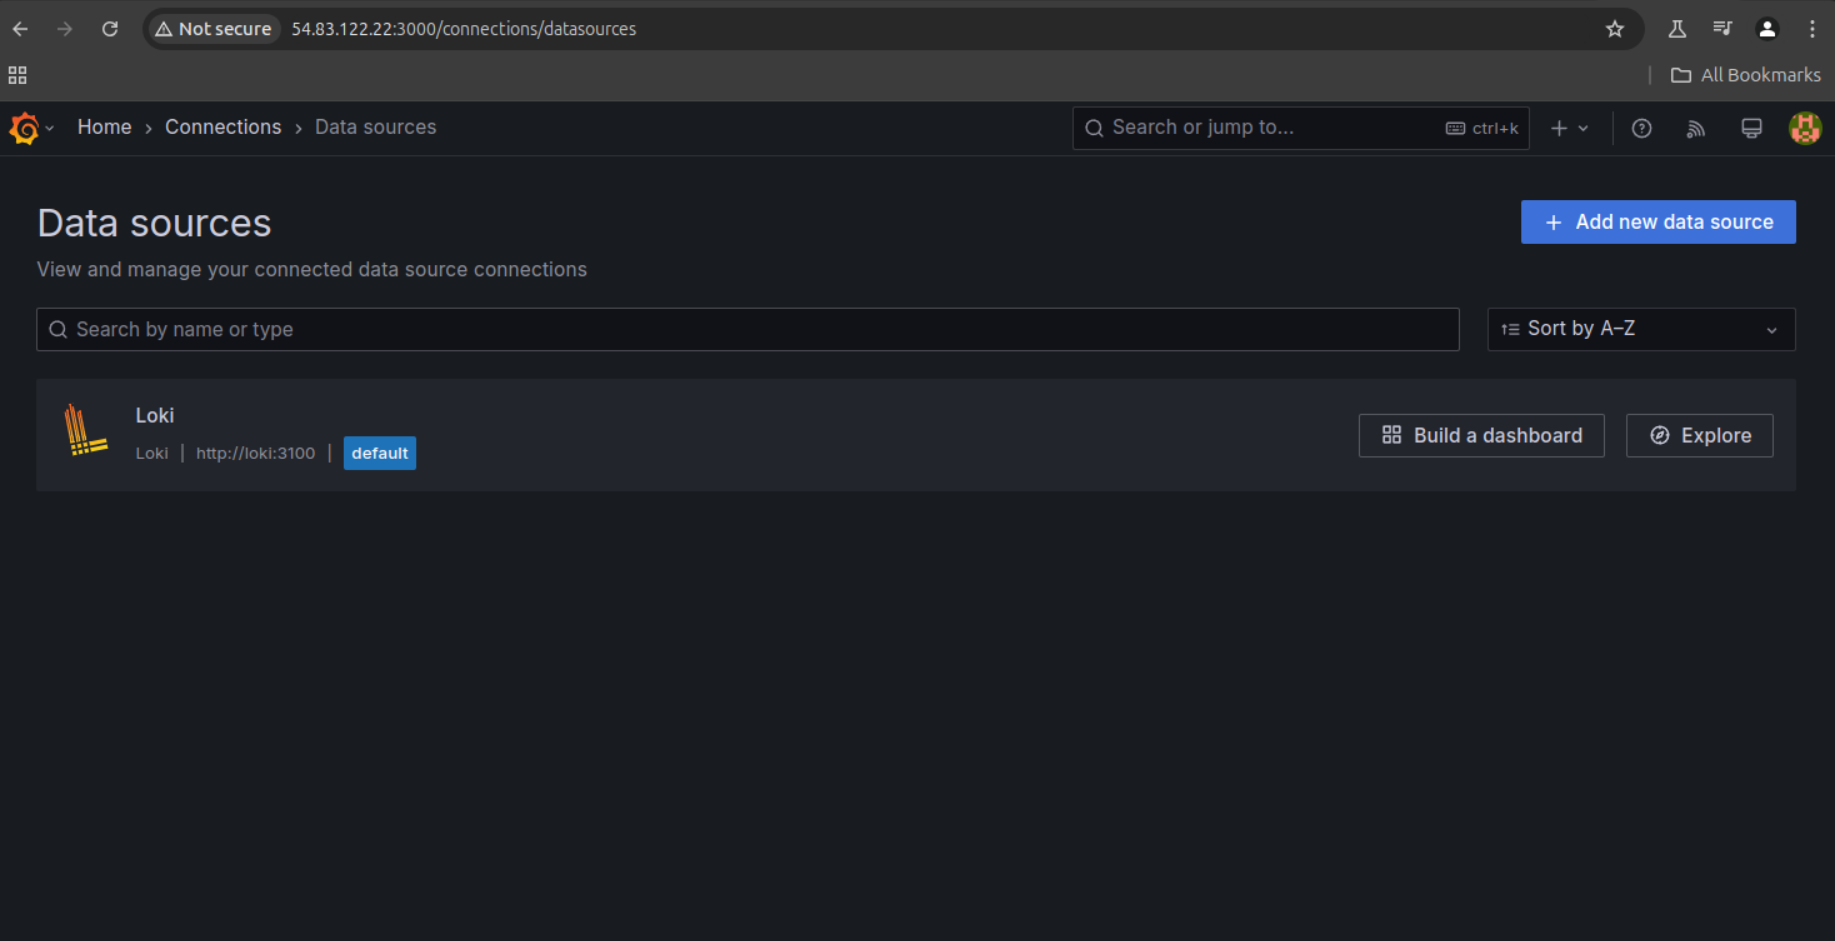 Not secure 54.83.122.22:3000/connections/datasources
All Bookmarks
Home › Connections › Data sources Search or jump to... ctrl+k
Data sources + Add new data source
View and manage your connected data source connections
Search by name or type Sort by A–Z
Loki
Loki | http://loki:3100 | default Build a dashboard Explore